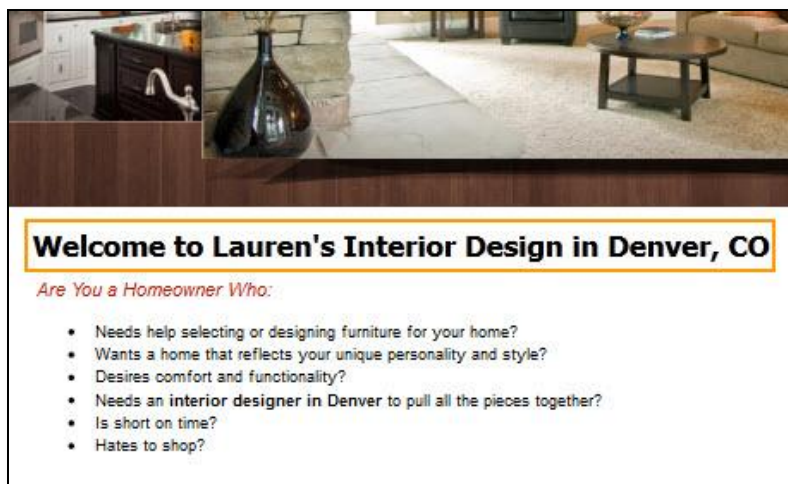 Welcome to Lauren's Interior Design in Denver, CO
Are You a Homeowner Who:
• Needs help selecting or designing furniture for your home?
• Wants a home that reflects your unique personality and style?
• Desires comfort and functionality?
• Needs an interior designer in Denver to pull all the pieces together?
• Is short on time?
• Hates to shop?